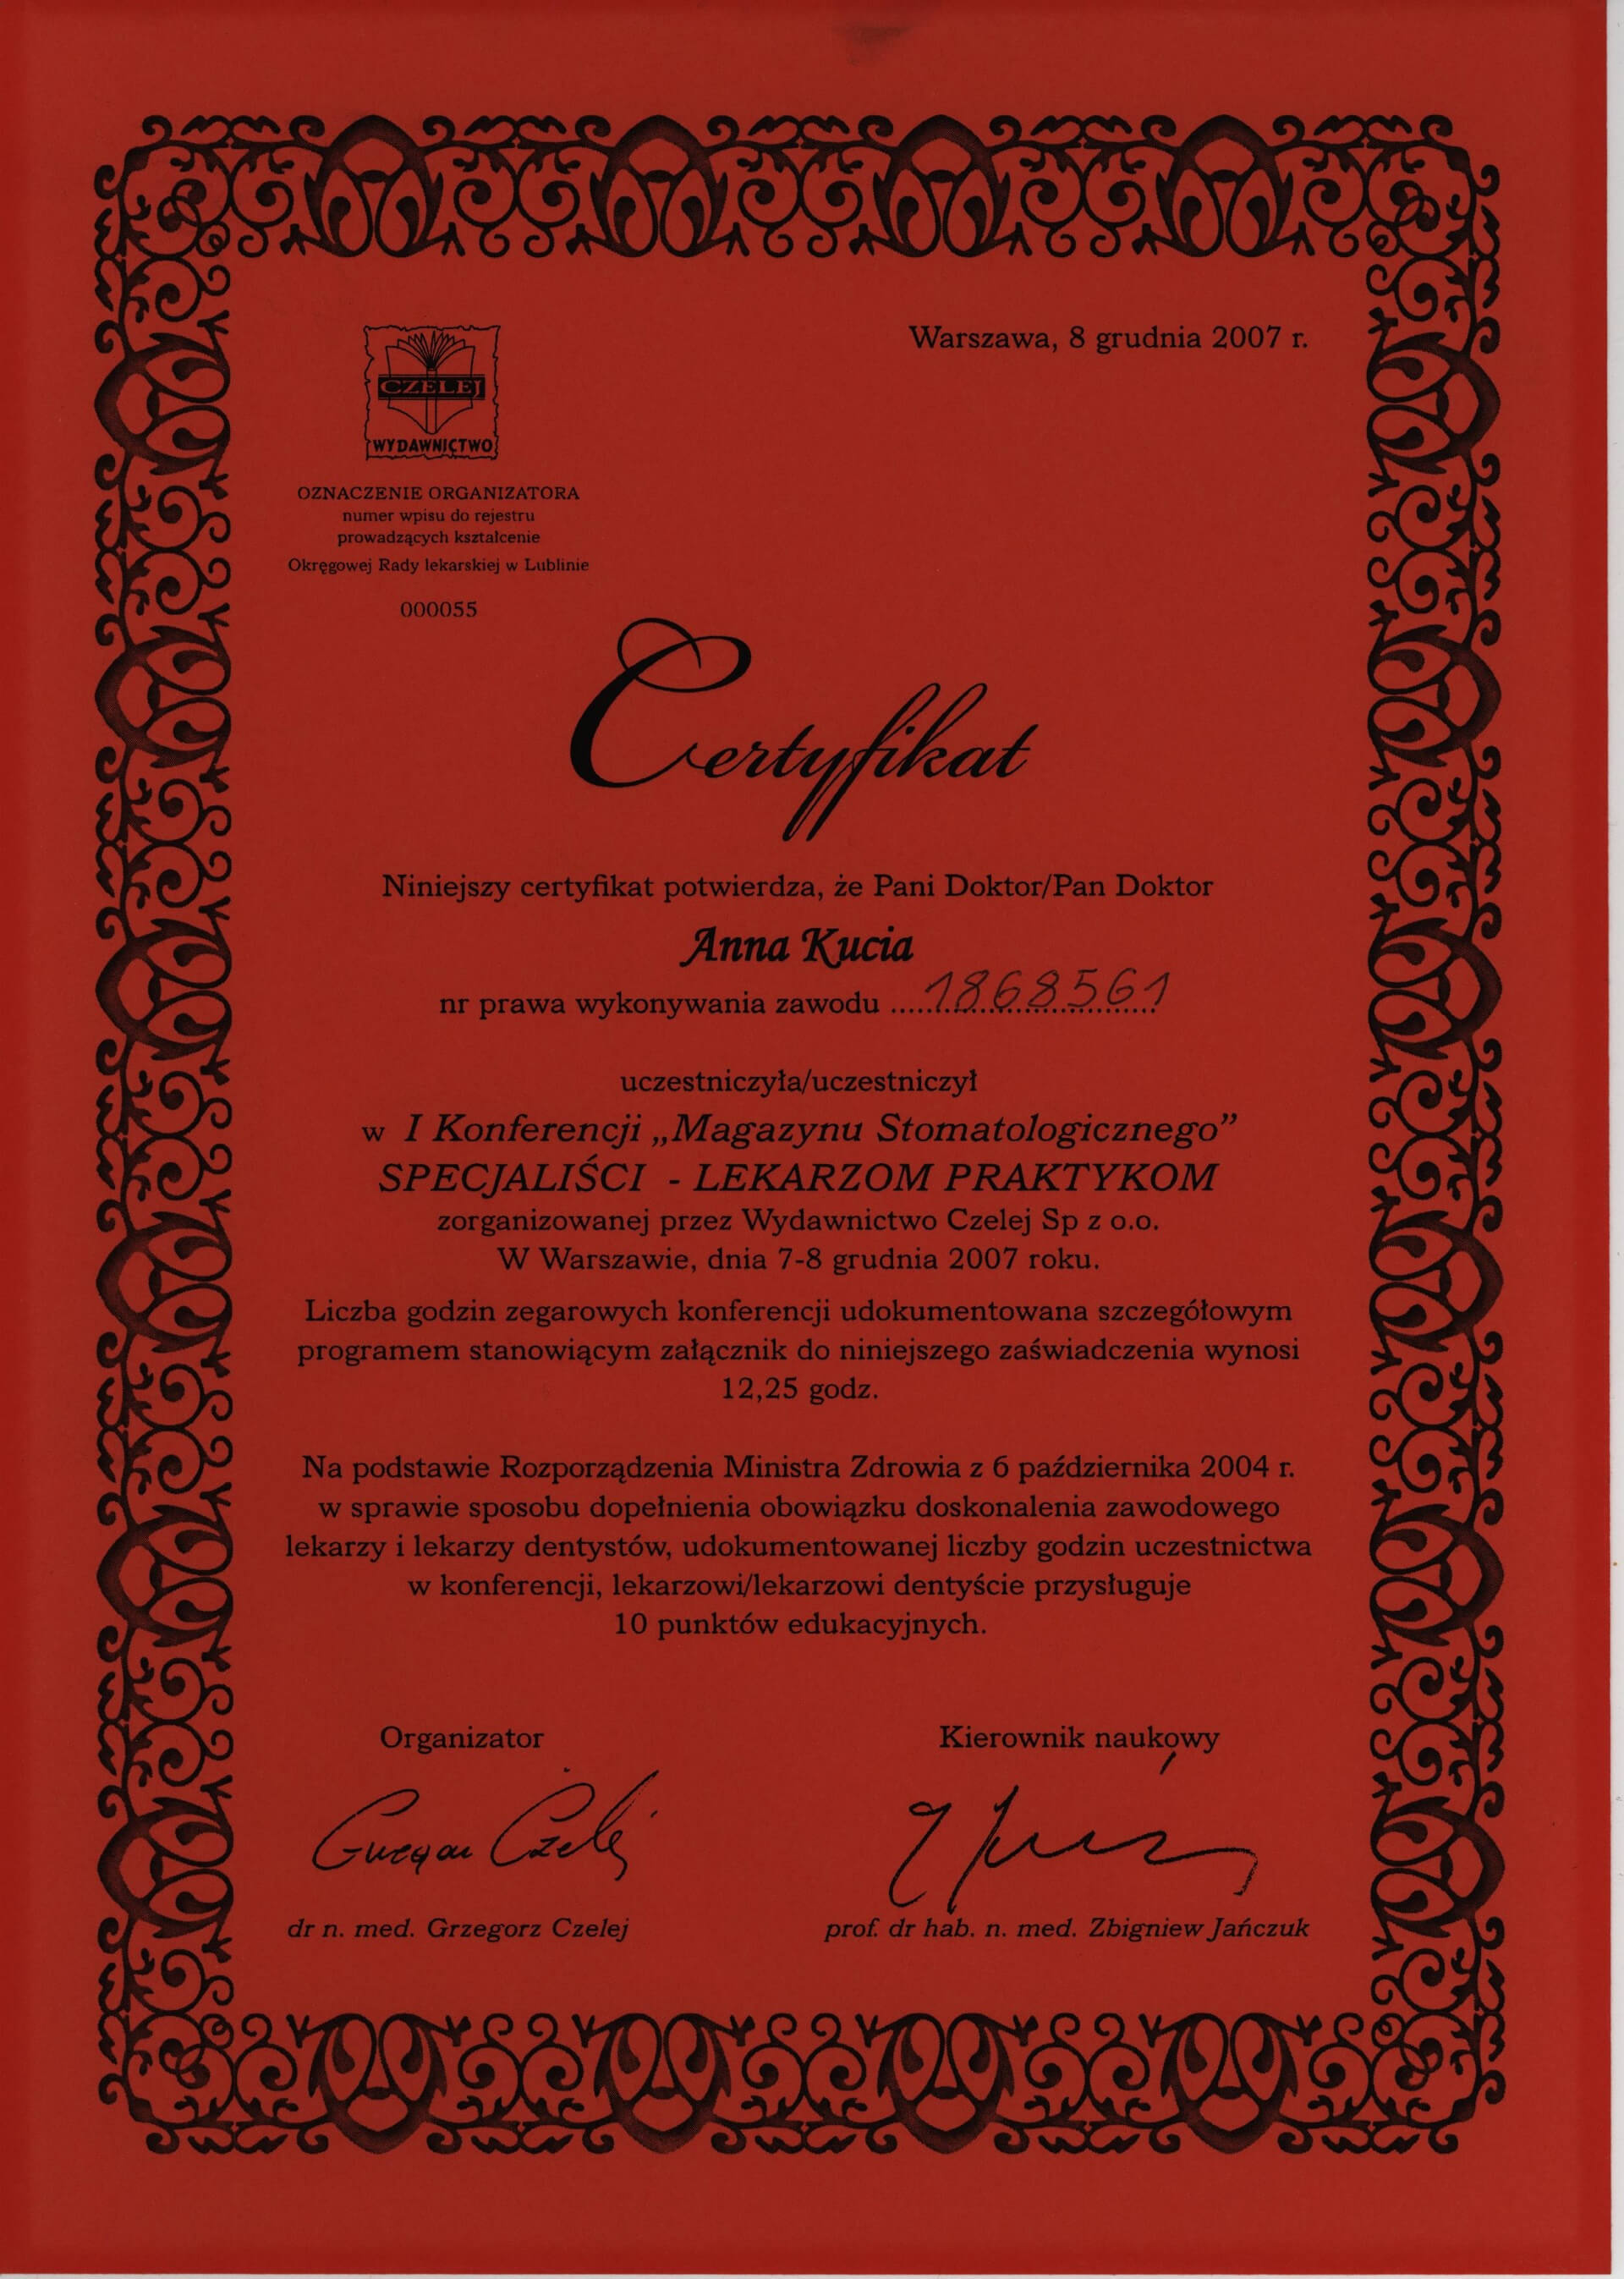 Warszawa, 8 grudnia 2007 r.
CZELEJ
WYDAWNICTWO
OZNACZENIE ORGANIZATORA
numer wpisu do rejestru
prowadzących kształcenie
Okręgowej Rady lekarskiej w Lublinie
000055
Certyfikat
Niniejszy certyfikat potwierdza, że Pani Doktor/Pan Doktor
Anna Kucia
nr prawa wykonywania zawodu ..... 1868561
uczestniczyła/uczestniczył
w I Konferencji „Magazynu Stomatologicznego”
SPECJALIŚCI - LEKARZOM PRAKTYKOM
zorganizowanej przez Wydawnictwo Czelej Sp z o.o.
W Warszawie, dnia 7-8 grudnia 2007 roku.
Liczba godzin zegarowych konferencji udokumentowana szczegółowym
programem stanowiącym załącznik do niniejszego zaświadczenia wynosi
12,25 godz.
Na podstawie Rozporządzenia Ministra Zdrowia z 6 października 2004 r.
w sprawie sposobu dopełnienia obowiązku doskonalenia zawodowego
lekarzy i lekarzy dentystów, udokumentowanej liczby godzin uczestnictwa
w konferencji, lekarzowi/lekarzowi dentyście przysługuje
10 punktów edukacyjnych.
Organizator Kierownik naukowy
Grzegorz Czelej
dr n. med. Grzegorz Czelej prof. dr hab. n. med. Zbigniew Jańczuk